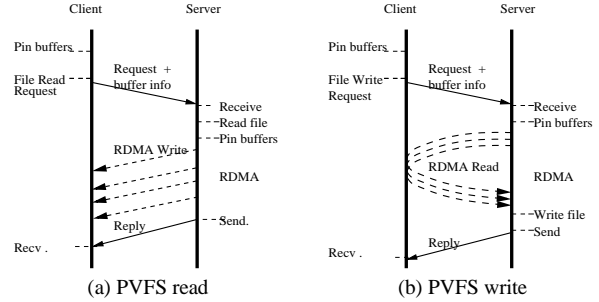 Client
Server
Pin buffers
File Read
Request
Request +
buffer info
Receive
Read file
Pin buffers
RDMA Write
RDMA
Send.
Reply
Recv .
(a) PVFS read
Client
Server
Pin buffers
File Write
Request
Request +
buffer info
Receive
Pin buffers
RDMA Read
RDMA
Write file
Send
Reply
Recv .
(b) PVFS write